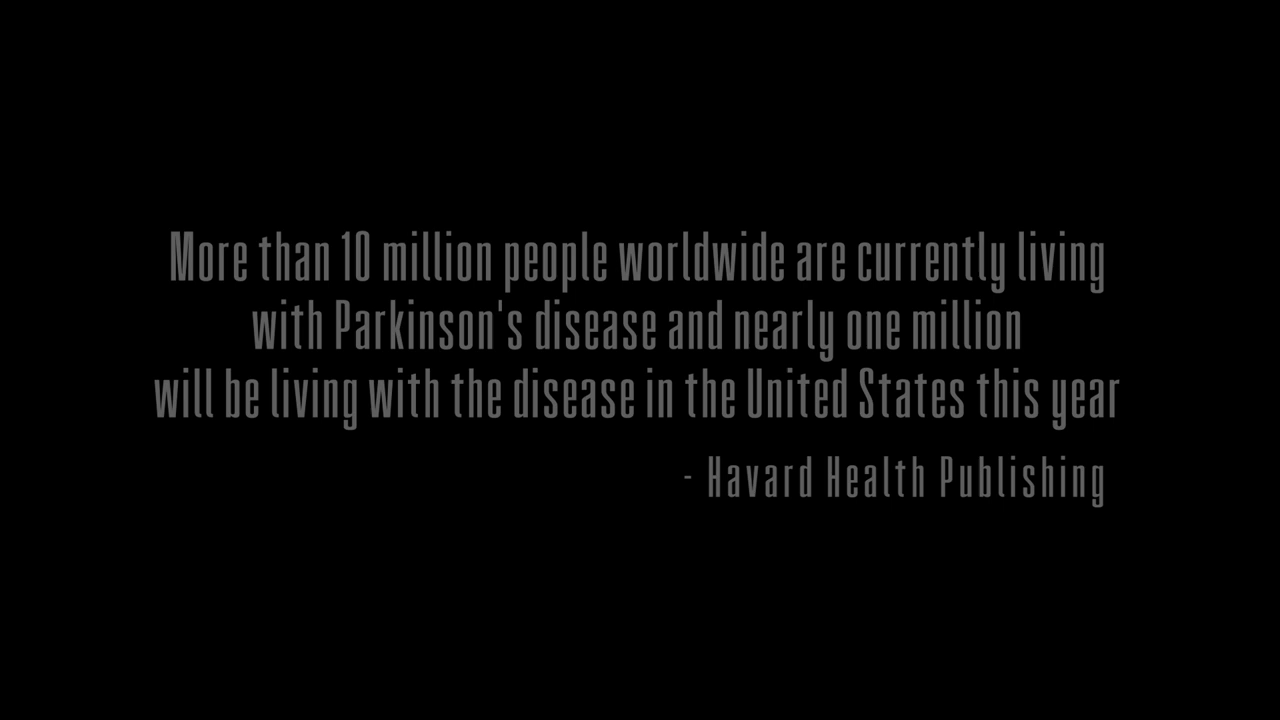 More than 10 million people worldwide are currently living
with Parkinson's disease and nearly one million
will be living with the disease in the United States this year
- Havard Health Publishing